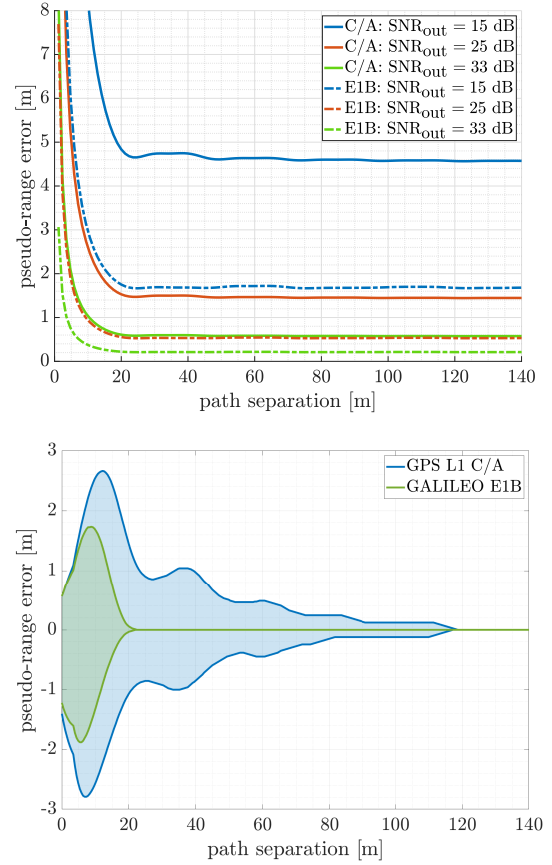 8
7
6
5
4
3
2
1
0
pseudo-range error [m]
C/A: SNRout = 15 dB
C/A: SNRout = 25 dB
C/A: SNRout = 33 dB
E1B: SNRout = 15 dB
E1B: SNRout = 25 dB
E1B: SNRout = 33 dB
0 20 40 60 80 100 120 140
path separation [m]
3
2
1
0
-1
-2
-3
pseudo-range error [m]
GPS L1 C/A
GALILEO E1B
0 20 40 60 80 100 120 140
path separation [m]